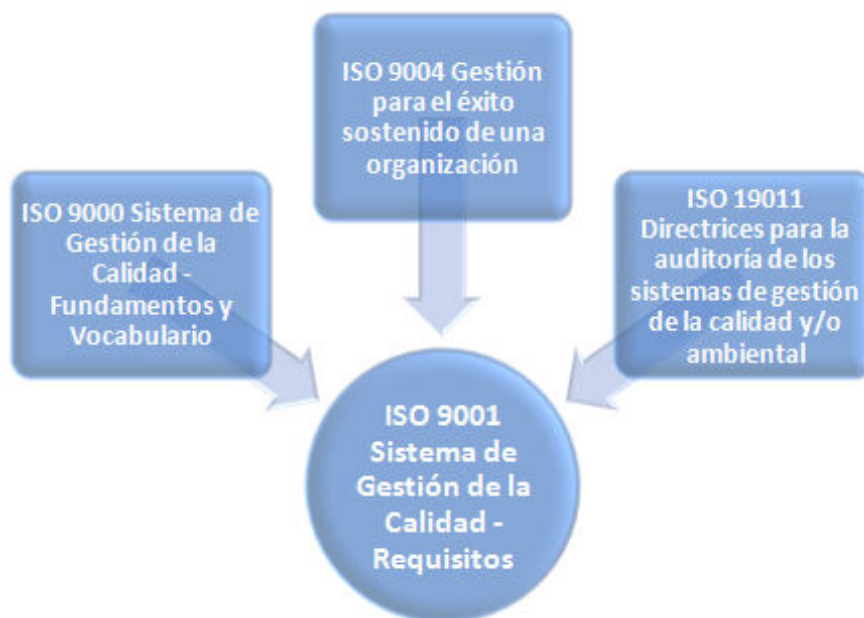 ISO 9004 Gestión
para el éxito
sostenido de una
organización
ISO 9000 Sistema de
Gestión de la
Calidad -
Fundamentos y
Vocabulario
ISO 19011
Directrices para la
auditoría de los
sistemas de gestión
de la calidad y/o
ambiental
ISO 9001
Sistema de
Gestión de la
Calidad -
Requisitos